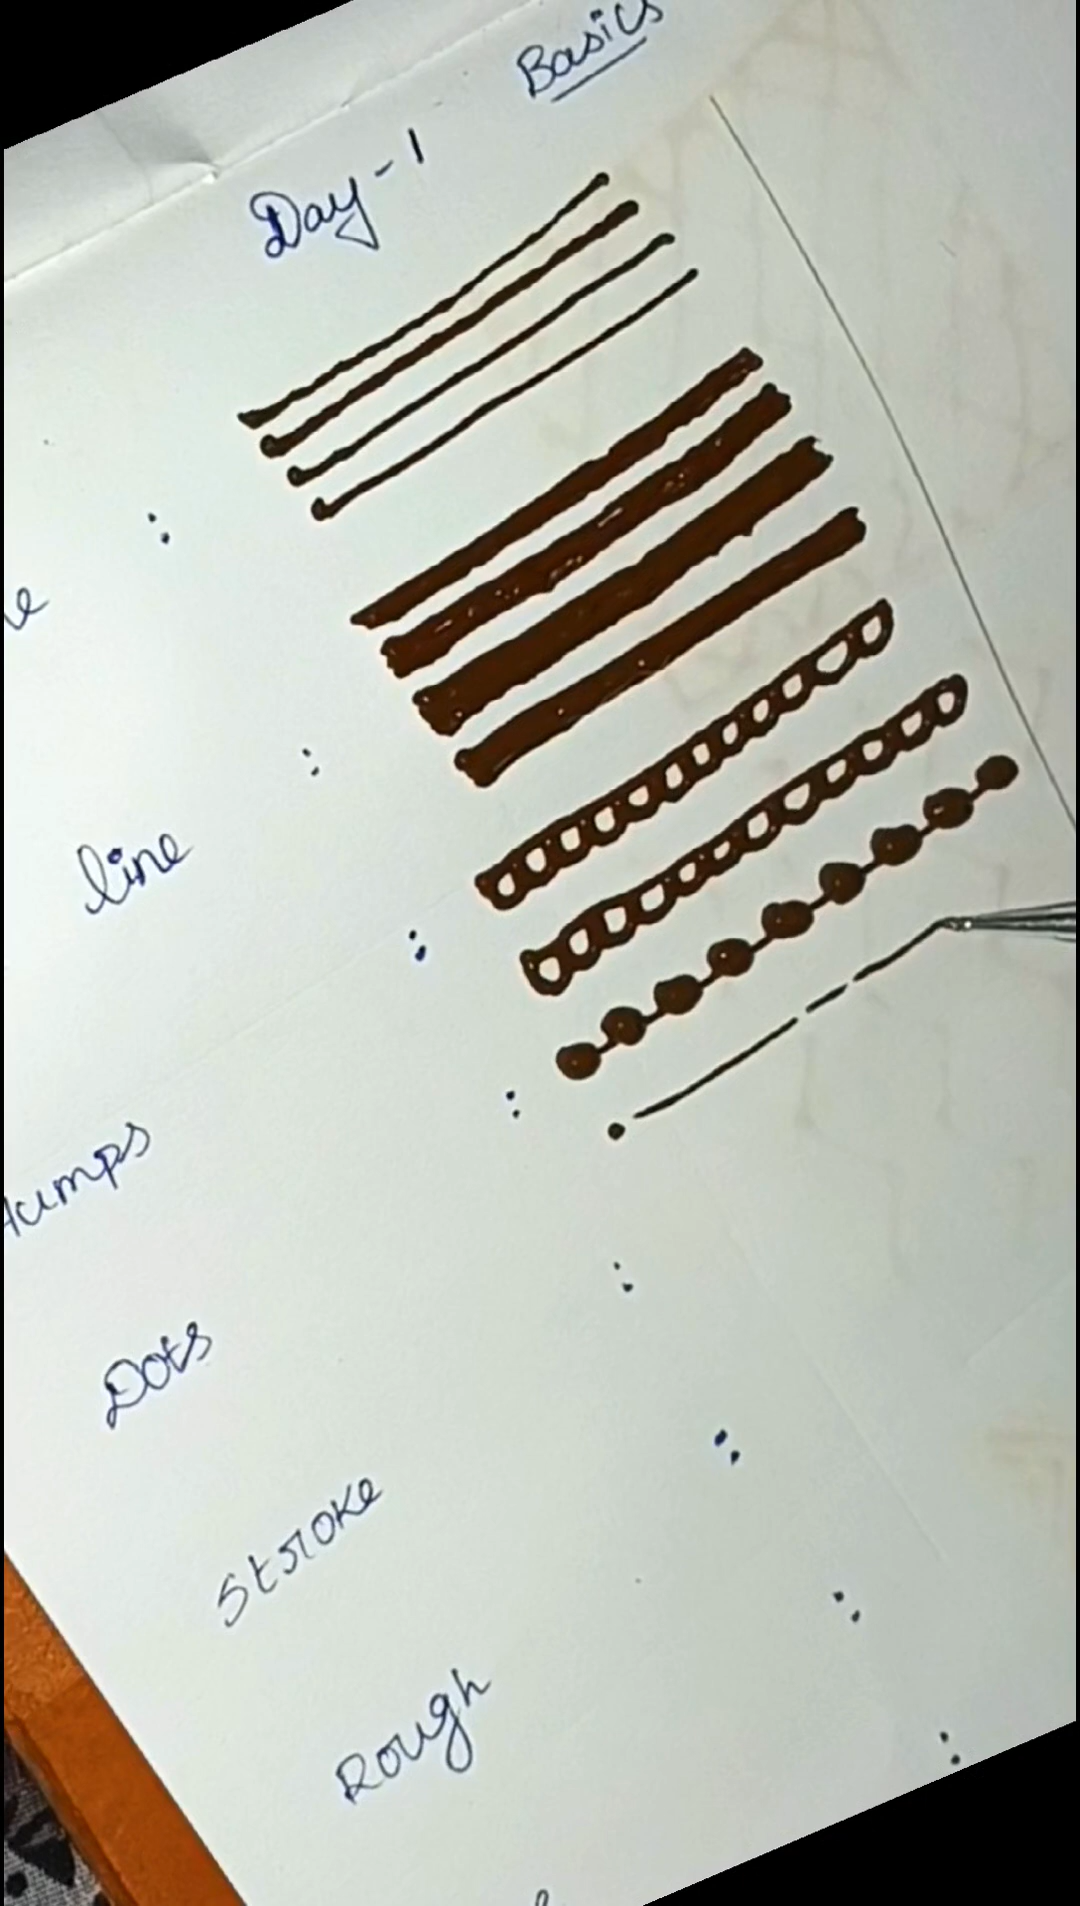 Basics
Day-1
:
line :
:
Dots :
Stroke :
Rough :
: